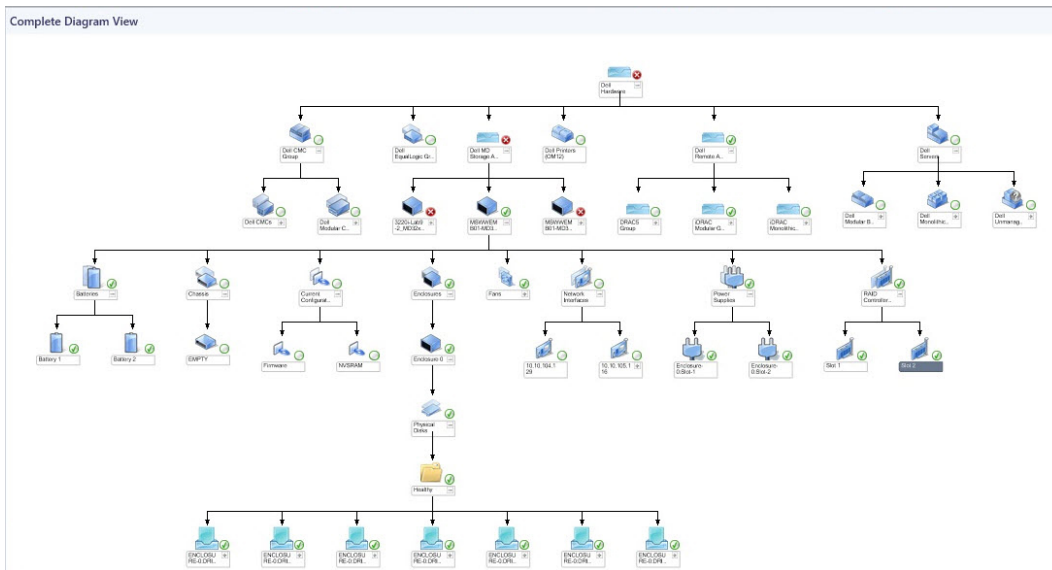 Complete Diagram View
Dell
Hardware
Dell CMC
Group
Dell
EqualLogic Gr..
Dell MD
Storage A..
Dell Printers
(OM12)
Dell
Remote A..
Dell
Servers
Dell CMCs
Dell
Modular C..
3220i-Lab8
-2_MD32x..
MBWWEM
B01-MD3..
MBWWEM
B01-MD3..
DRAC5
Group
iDRAC
Modular G..
iDRAC
Monolithic..
Dell
Modular B..
Dell
Monolithic..
Dell
Unmanag..
Batteries
Chassis
Current
Configurat..
Enclosures
Fans
Network
Interfaces
Power
Supplies
RAID
Controller..
Battery 1
Battery 2
EMPTY
Firmware
NVSRAM
Enclosure 0
10.10.104.1
10.10.105.1
16
Enclosure-
0:Slot-1
Enclosure-
0:Slot-2
Slot 1
Slot 2
Physical
Disks
Healthy
ENCLOSU
RE-0:DRI..
ENCLOSU
RE-0:DRI..
ENCLOSU
RE-0:DRI..
ENCLOSU
RE-0:DRI..
ENCLOSU
RE-0:DRI..
ENCLOSU
RE-0:DRI..
ENCLOSU
RE-0:DRI..